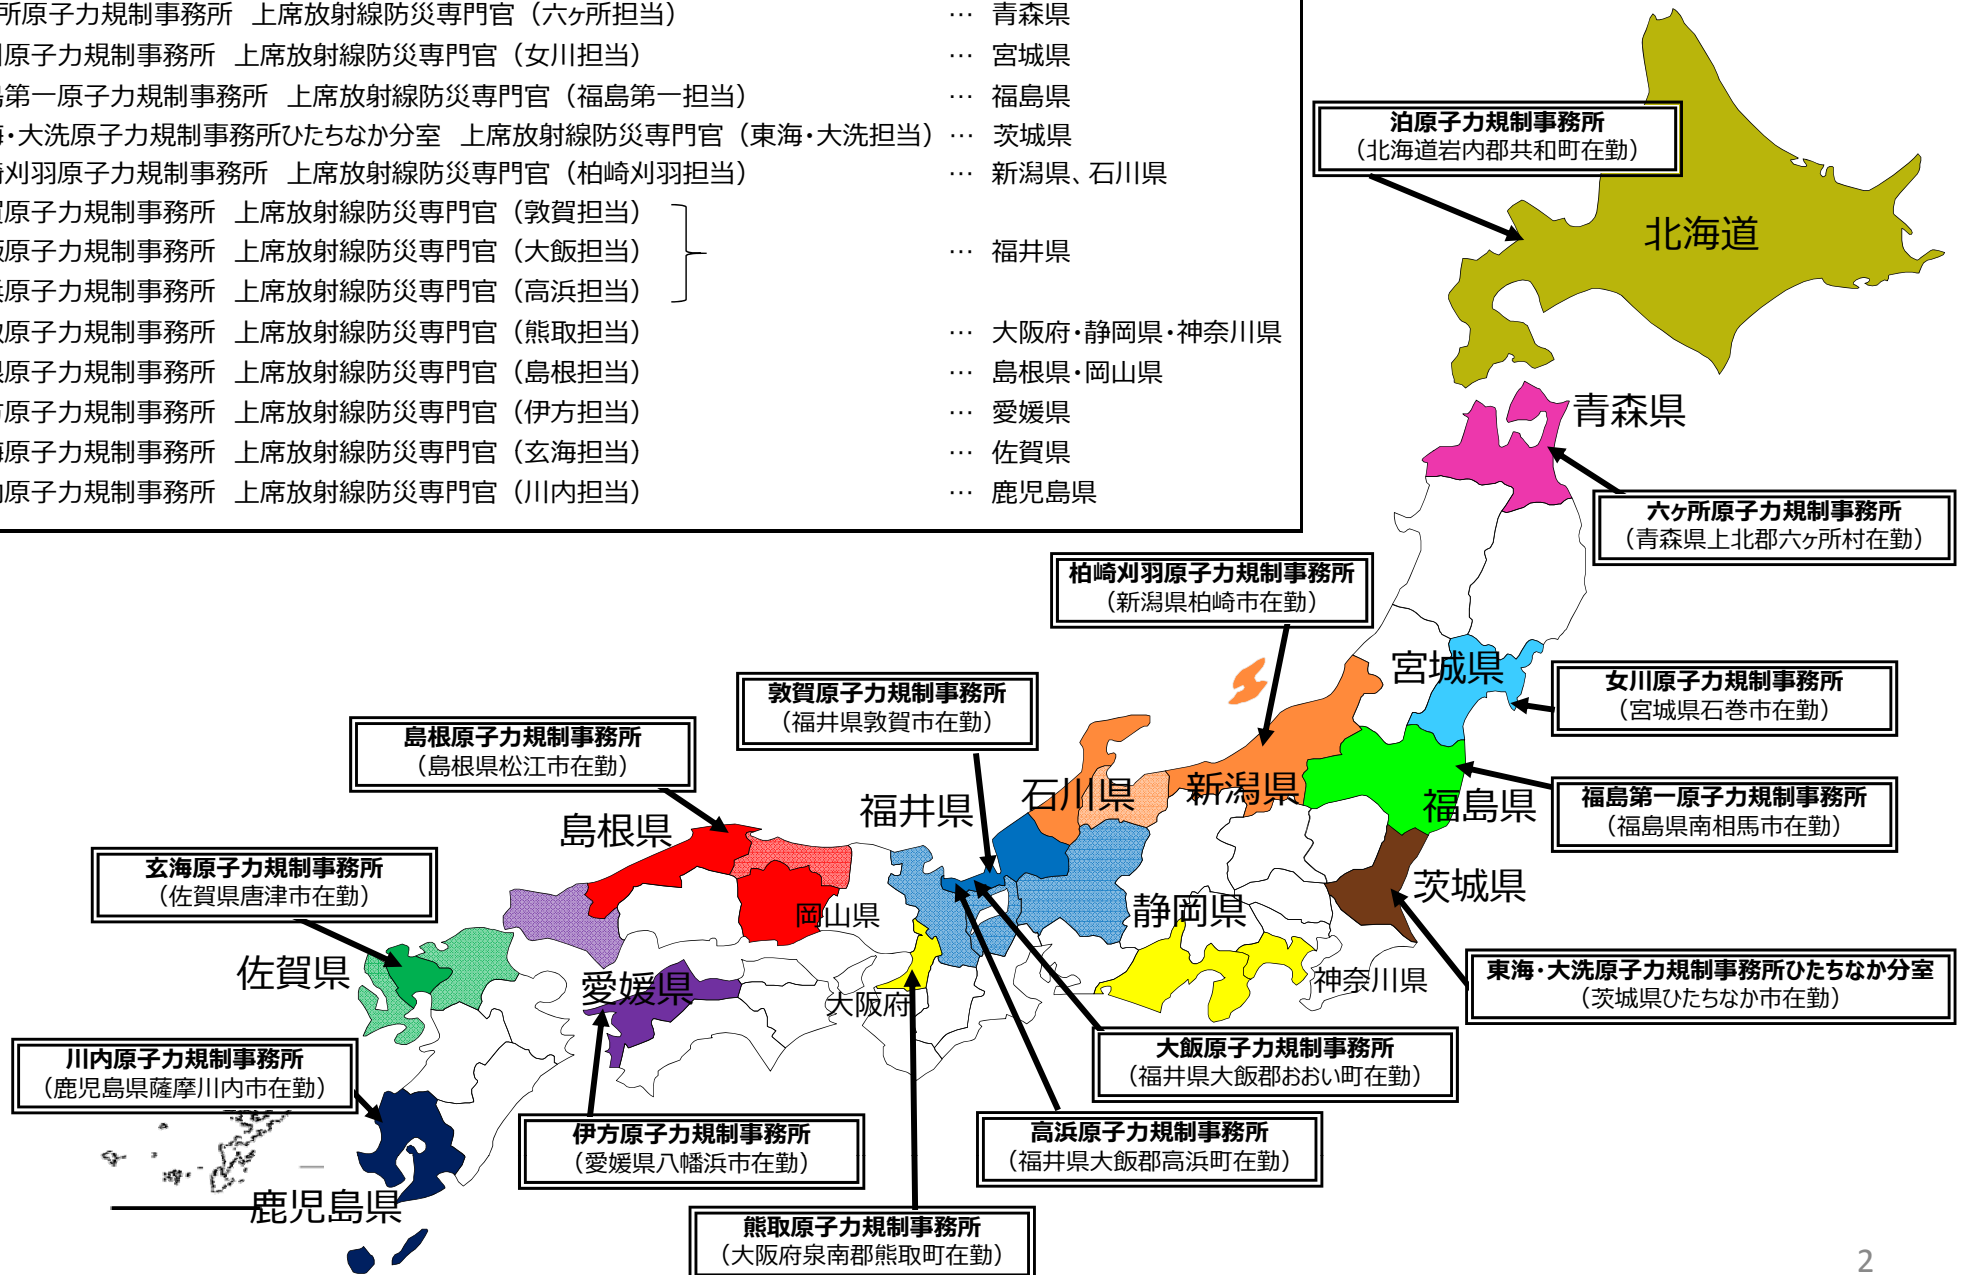 所原子力規制事務所 上席放射線防災専門官（六ヶ所担当） … 青森県
原子力規制事務所 上席放射線防災専門官（女川担当） … 宮城県
第一原子力規制事務所 上席放射線防災専門官（福島第一担当） … 福島県
・大洗原子力規制事務所ひたちなか分室 上席放射線防災専門官（東海・大洗担当） … 茨城県
刈羽原子力規制事務所 上席放射線防災専門官（柏崎刈羽担当） … 新潟県、石川県
原子力規制事務所 上席放射線防災専門官（敦賀担当）
原子力規制事務所 上席放射線防災専門官（大飯担当） … 福井県
原子力規制事務所 上席放射線防災専門官（高浜担当）
原子力規制事務所 上席放射線防災専門官（熊取担当） … 大阪府・静岡県・神奈川県
原子力規制事務所 上席放射線防災専門官（島根担当） … 島根県・岡山県
原子力規制事務所 上席放射線防災専門官（伊方担当） … 愛媛県
原子力規制事務所 上席放射線防災専門官（玄海担当） … 佐賀県
原子力規制事務所 上席放射線防災専門官（川内担当） … 鹿児島県
泊原子力規制事務所
（北海道岩内郡共和町在勤）
北海道
青森県
六ヶ所原子力規制事務所
（青森県上北郡六ヶ所村在勤）
柏崎刈羽原子力規制事務所
（新潟県柏崎市在勤）
宮城県
女川原子力規制事務所
（宮城県石巻市在勤）
敦賀原子力規制事務所
（福井県敦賀市在勤）
島根原子力規制事務所
（島根県松江市在勤）
石川県
新潟県
福井県
福島県
福島第一原子力規制事務所
（福島県南相馬市在勤）
島根県
玄海原子力規制事務所
（佐賀県唐津市在勤）
茨城県
静岡県
岡山県
佐賀県
愛媛県
大阪府
神奈川県
東海・大洗原子力規制事務所ひたちなか分室
（茨城県ひたちなか市在勤）
川内原子力規制事務所
（鹿児島県薩摩川内市在勤）
大飯原子力規制事務所
（福井県大飯郡おおい町在勤）
伊方原子力規制事務所
（愛媛県八幡浜市在勤）
高浜原子力規制事務所
（福井県大飯郡高浜町在勤）
鹿児島県
熊取原子力規制事務所
（大阪府泉南郡熊取町在勤）
2